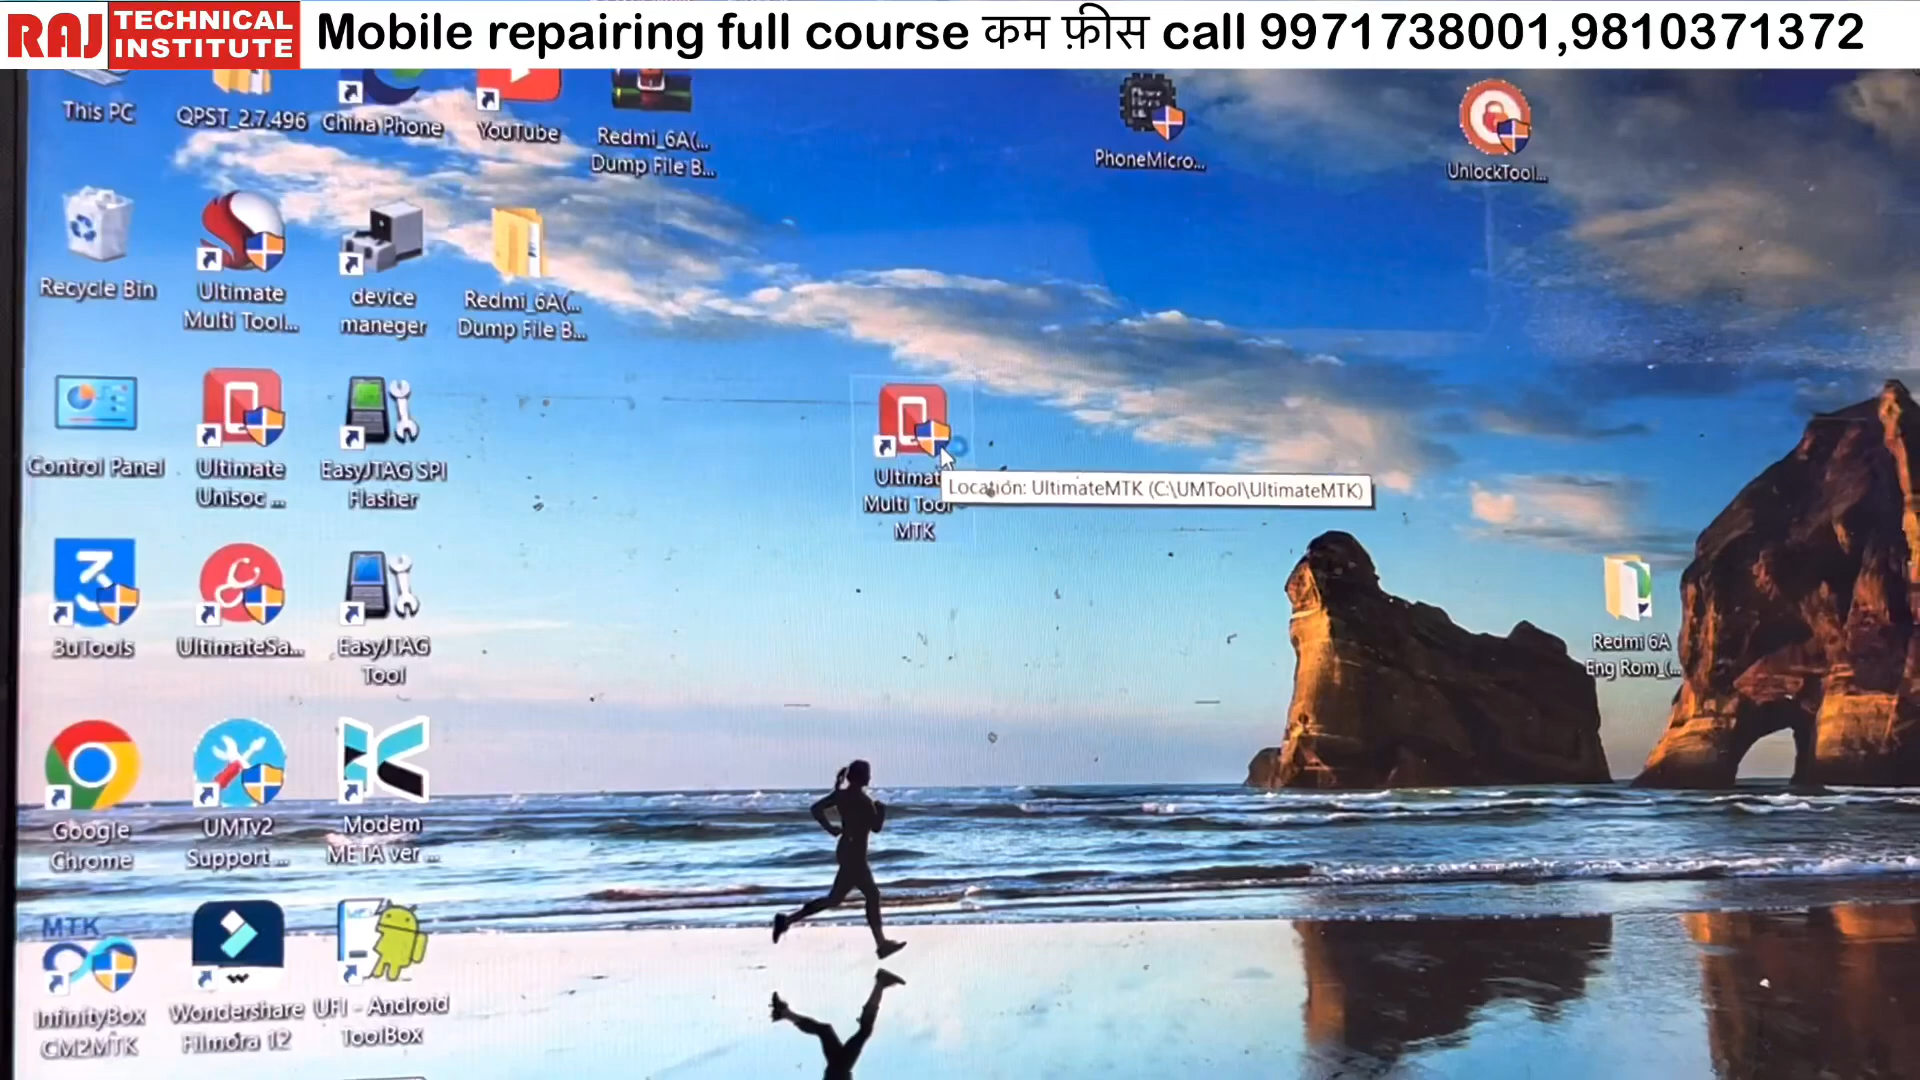 RAJ TECHNICAL INSTITUTE
Mobile repairing full course कम फ़ीस call 9971738001,9810371372
This PC
QPST_2.7.496
China Phone
YouTube
Redmi_6A(...
Dump File B...
PhoneMicro...
UnlockTool...
Recycle Bin
Ultimate
Multi Tool...
device
maneger
Redmi_6A(...
Dump File B...
Control Panel
Ultimate
Unisoc ...
EasyJTAG SPI
Flasher
Ultimat
Multi Tool
MTK
Location: UltimateMTK (C:\UMTool\UltimateMTK)
3uTools
UltimateSa...
EasyJTAG
Tool
Redmi 6A
Eng Rom_(...
Google
Chrome
UMTv2
Support ...
Modem
META ver ...
MTK
InfinityBox
CM2MTK
Wondershare
Filmora 12
UFI - Android
ToolBox